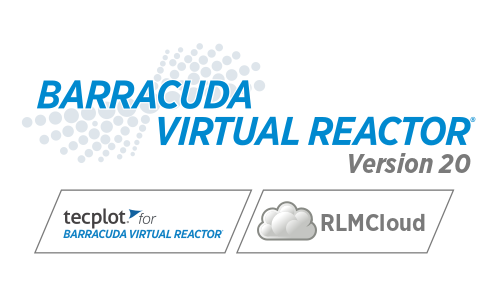 BARRACUDA
VIRTUAL REACTOR®
Version 20
tecplot. for
BARRACUDA VIRTUAL REACTOR
RLMCloud